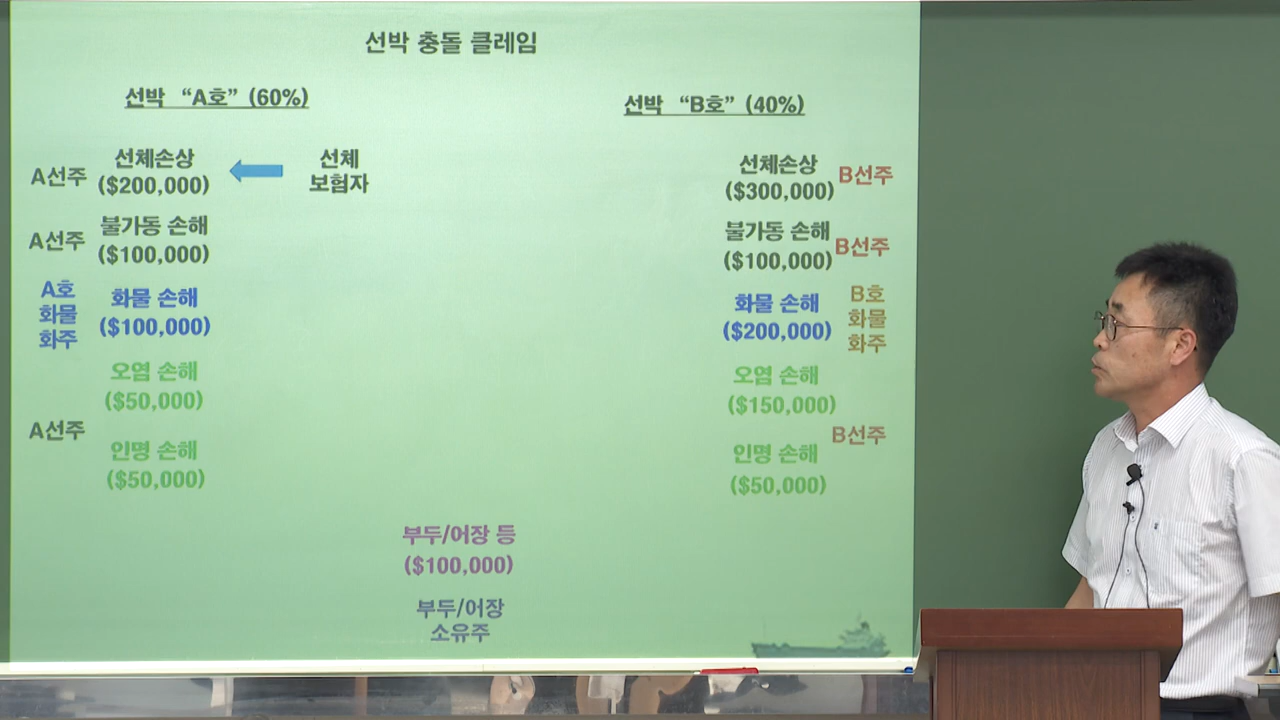 선박 충돌 클레임
선박 “A호” (60%)
A선주
선체손상
($200,000)
선체
보험자
A선주
불가동 손해
($100,000)
A호
화물
화주
화물 손해
($100,000)
오염 손해
($50,000)
A선주
인명 손해
($50,000)
선박 “B호” (40%)
선체손상
($300,000)
B선주
불가동 손해
($100,000)
B선주
화물 손해
($200,000)
B호
화물
화주
오염 손해
($150,000)
B선주
인명 손해
($50,000)
부두/어장 등
($100,000)
부두/어장
소유주